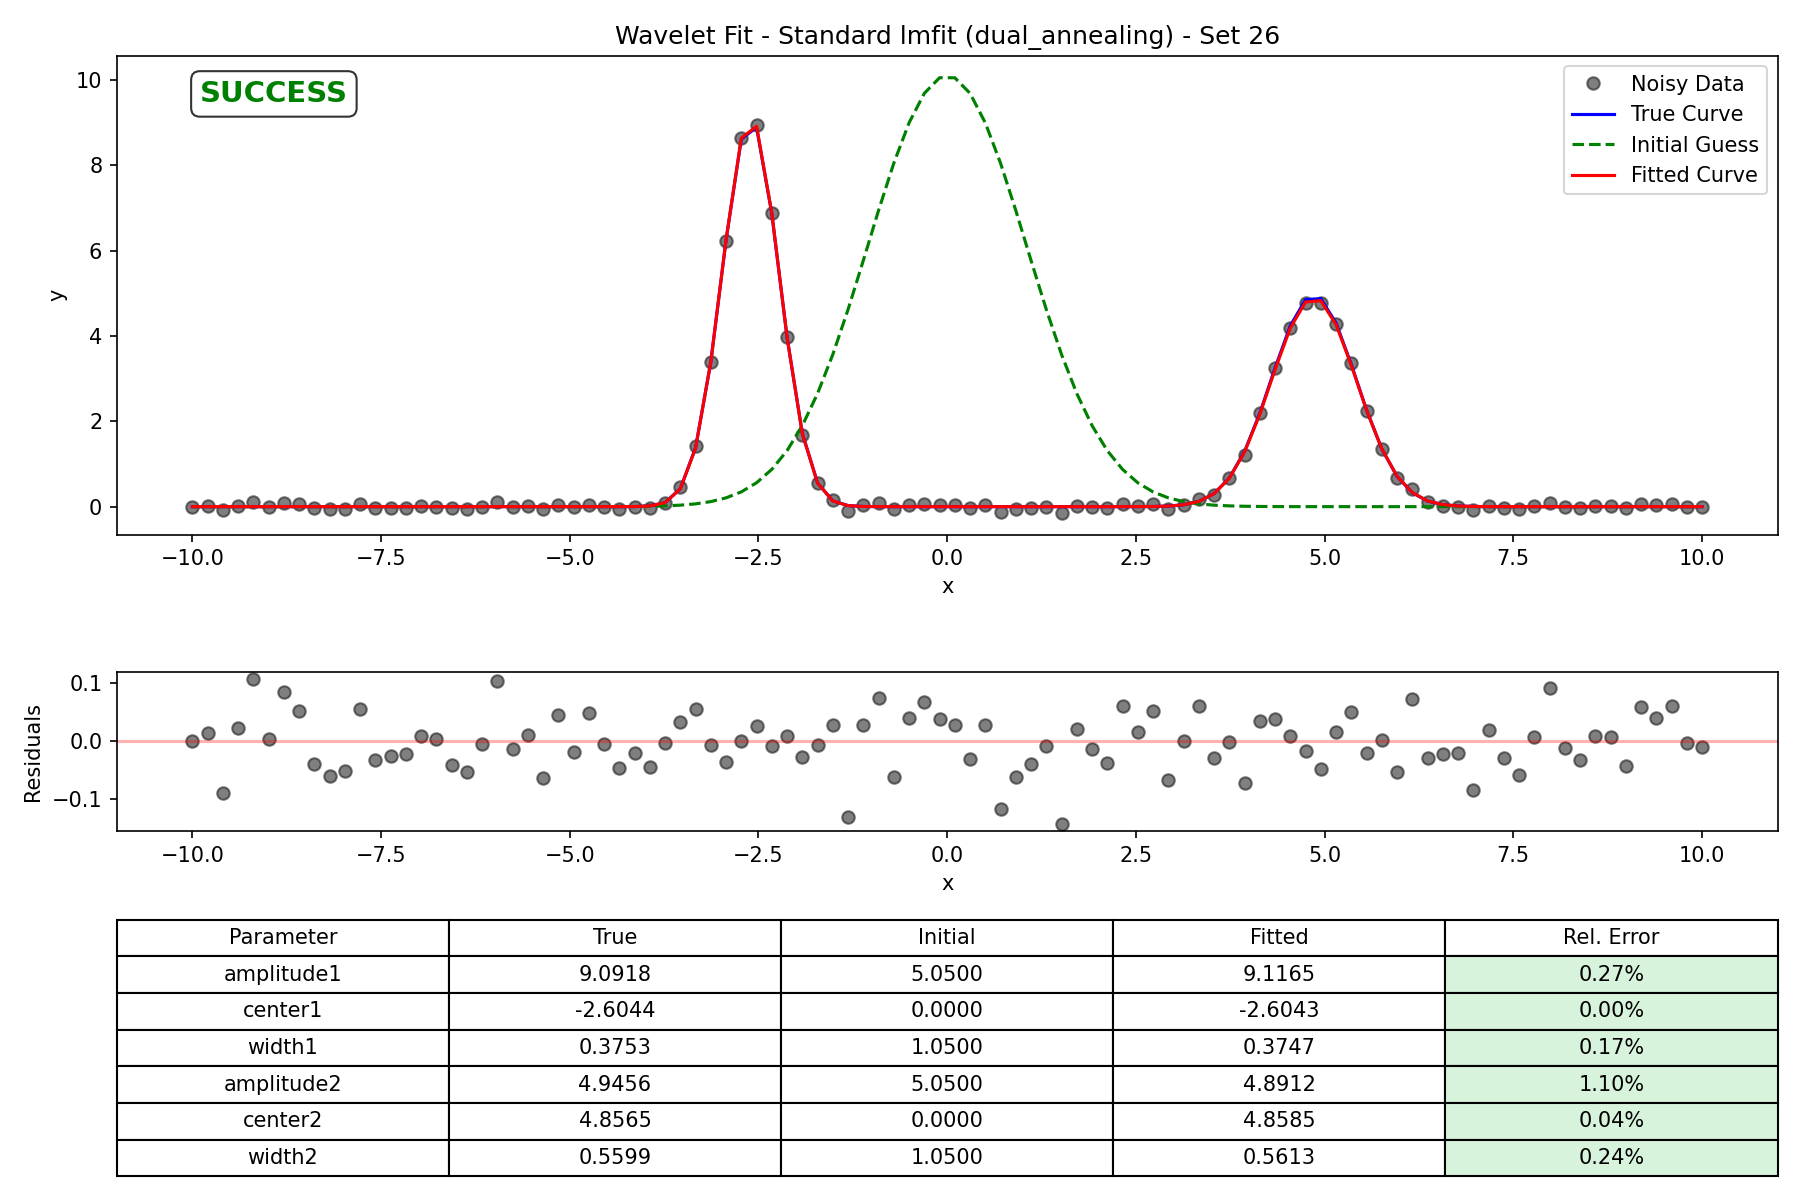 Wavelet Fit - Standard lmfit (dual_annealing) - Set 26
SUCCESS
Noisy Data
True Curve
Initial Guess
Fitted Curve
10
8
6
4
2
0
y
−10.0 −7.5 −5.0 −2.5 0.0 2.5 5.0 7.5 10.0
x
0.1
0.0
−0.1
Residuals
−10.0 −7.5 −5.0 −2.5 0.0 2.5 5.0 7.5 10.0
x
Parameter True Initial Fitted Rel. Error
amplitude1 9.0918 5.0500 9.1165 0.27%
center1 -2.6044 0.0000 -2.6043 0.00%
width1 0.3753 1.0500 0.3747 0.17%
amplitude2 4.9456 5.0500 4.8912 1.10%
center2 4.8565 0.0000 4.8585 0.04%
width2 0.5599 1.0500 0.5613 0.24%